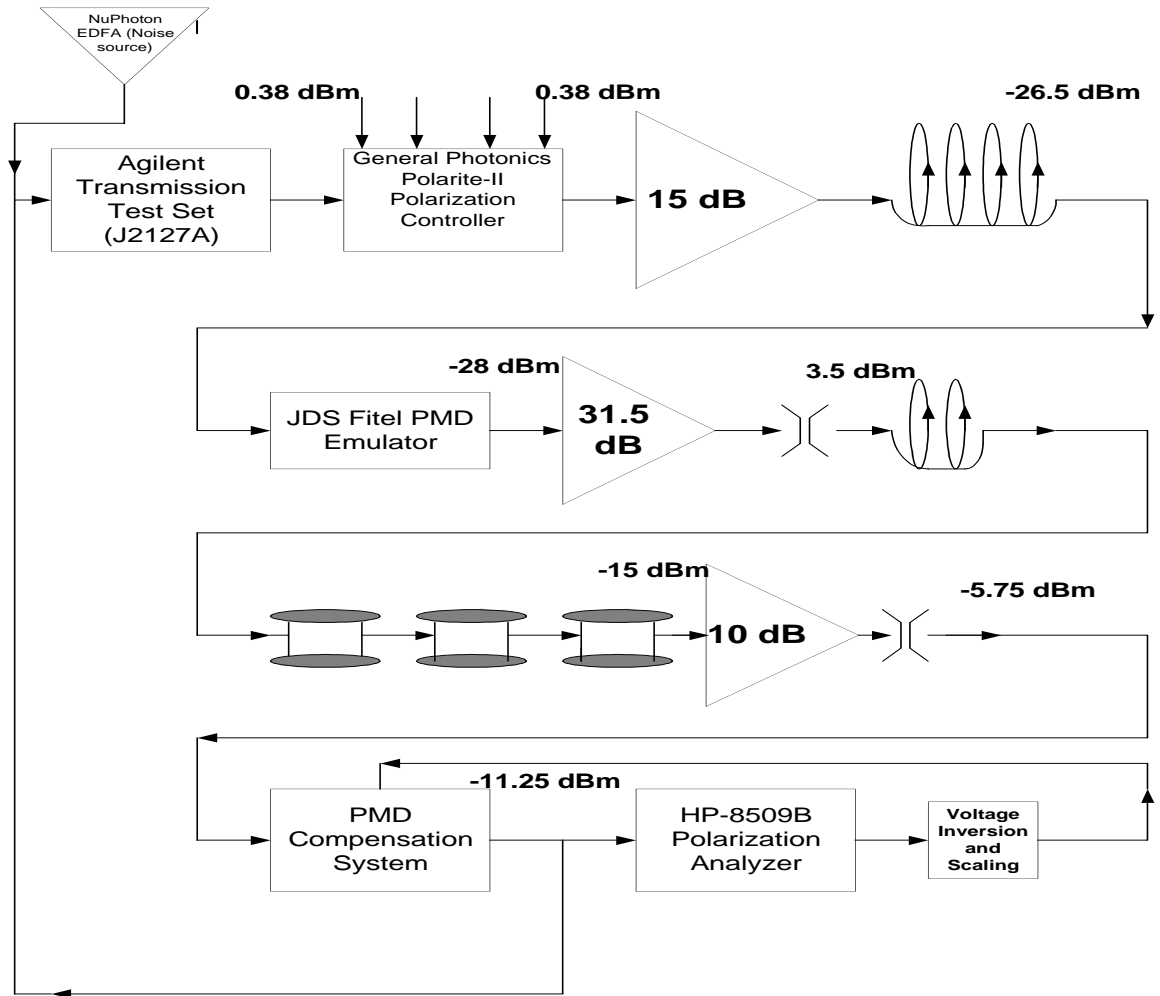 NuPhoton
EDFA (Noise
source)
0.38 dBm
0.38 dBm
-26.5 dBm
Agilent
Transmission
Test Set
(J2127A)
General Photonics
Polarite-II
Polarization
Controller
15 dB
-28 dBm
3.5 dBm
JDS Fitel PMD
Emulator
31.5
dB
-15 dBm
-5.75 dBm
10 dB
-11.25 dBm
PMD
Compensation
System
HP-8509B
Polarization
Analyzer
Voltage
Inversion
and
Scaling